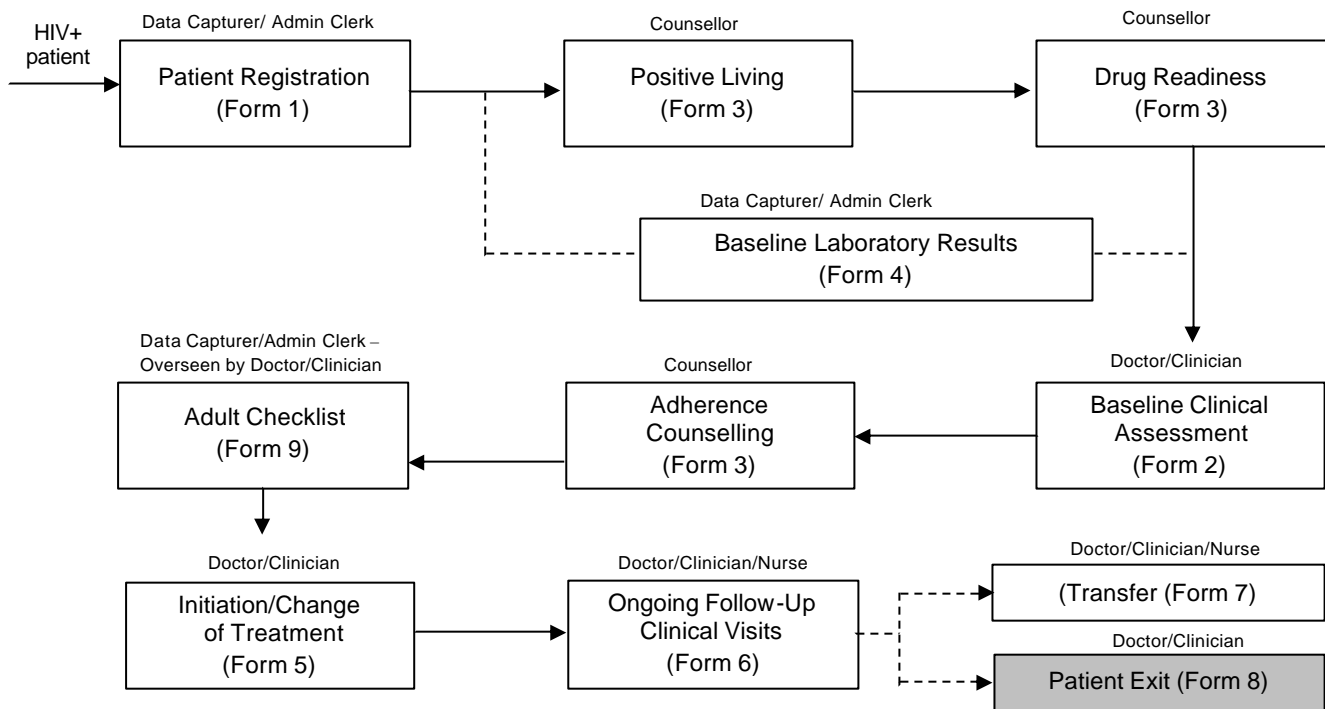 HIV+
patient
Data Capturer/ Admin Clerk
Patient Registration
(Form 1)
Counsellor
Positive Living
(Form 3)
Counsellor
Drug Readiness
(Form 3)
Data Capturer/ Admin Clerk
Baseline Laboratory Results
(Form 4)
Data Capturer/Admin Clerk –
Overseen by Doctor/Clinician
Adult Checklist
(Form 9)
Counsellor
Adherence
Counselling
(Form 3)
Doctor/Clinician
Baseline Clinical
Assessment
(Form 2)
Doctor/Clinician
Initiation/Change
of Treatment
(Form 5)
Doctor/Clinician/Nurse
Ongoing Follow-Up
Clinical Visits
(Form 6)
Doctor/Clinician/Nurse
(Transfer (Form 7)
Doctor/Clinician
Patient Exit (Form 8)